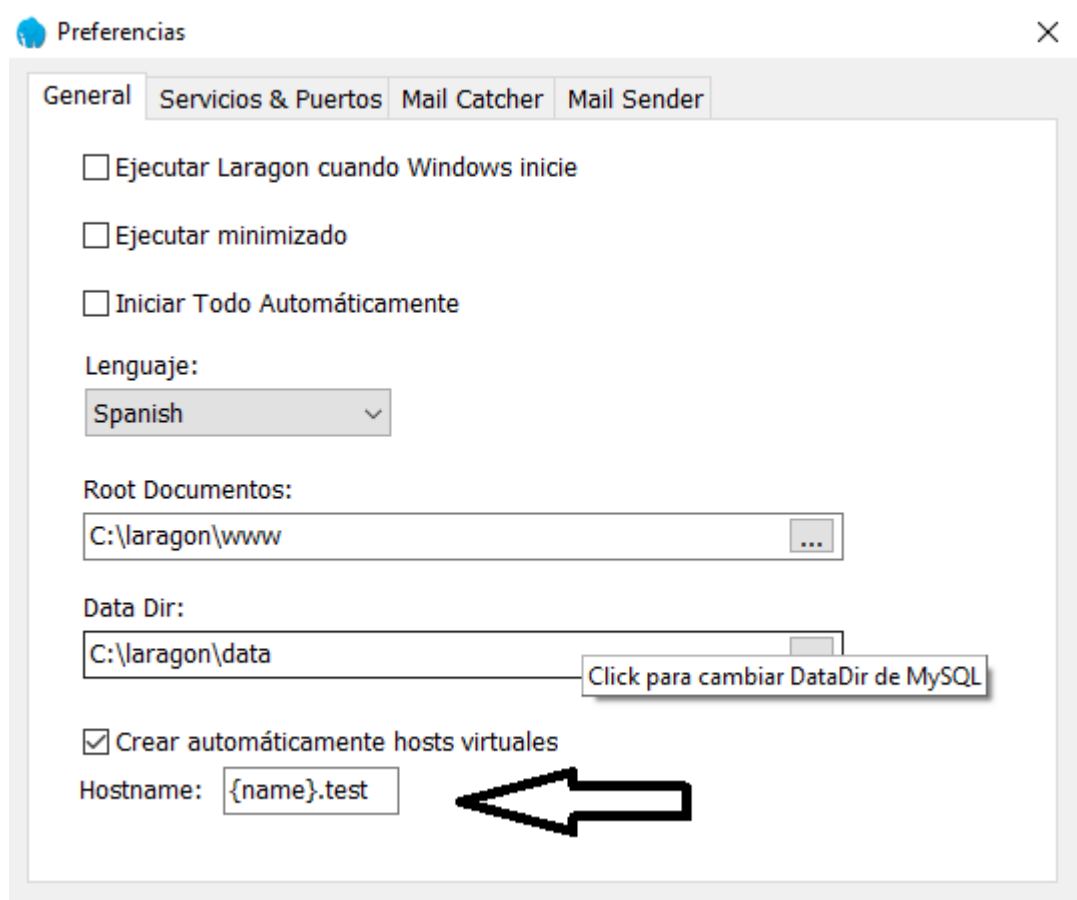 Preferencias
General Servicios & Puertos Mail Catcher Mail Sender
Ejecutar Laragon cuando Windows inicie
Ejecutar minimizado
Iniciar Todo Automáticamente
Lenguaje:
Spanish
Root Documentos:
C:\laragon\www ...
Data Dir:
C:\laragon\data
Click para cambiar DataDir de MySQL
Crear automáticamente hosts virtuales
Hostname: {name}.test